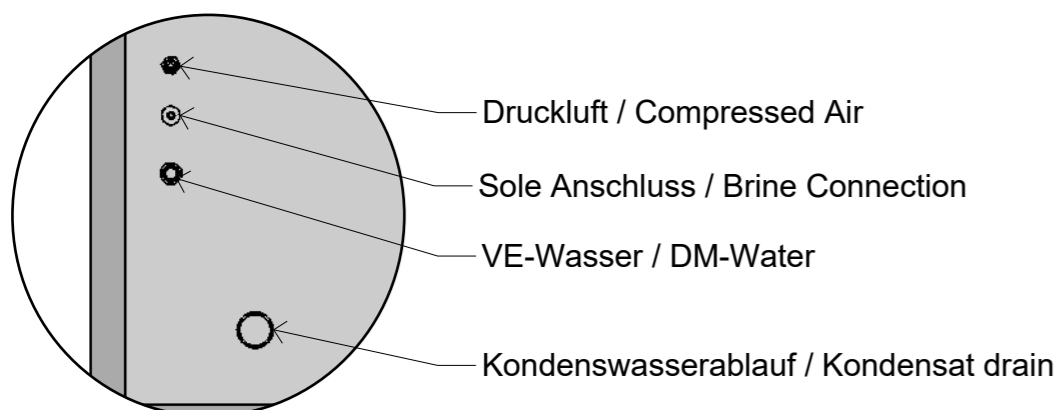 Druckluft / Compressed Air
Sole Anschluss / Brine Connection
VE-Wasser / DM-Water
Kondenswasserablauf / Kondensat drain